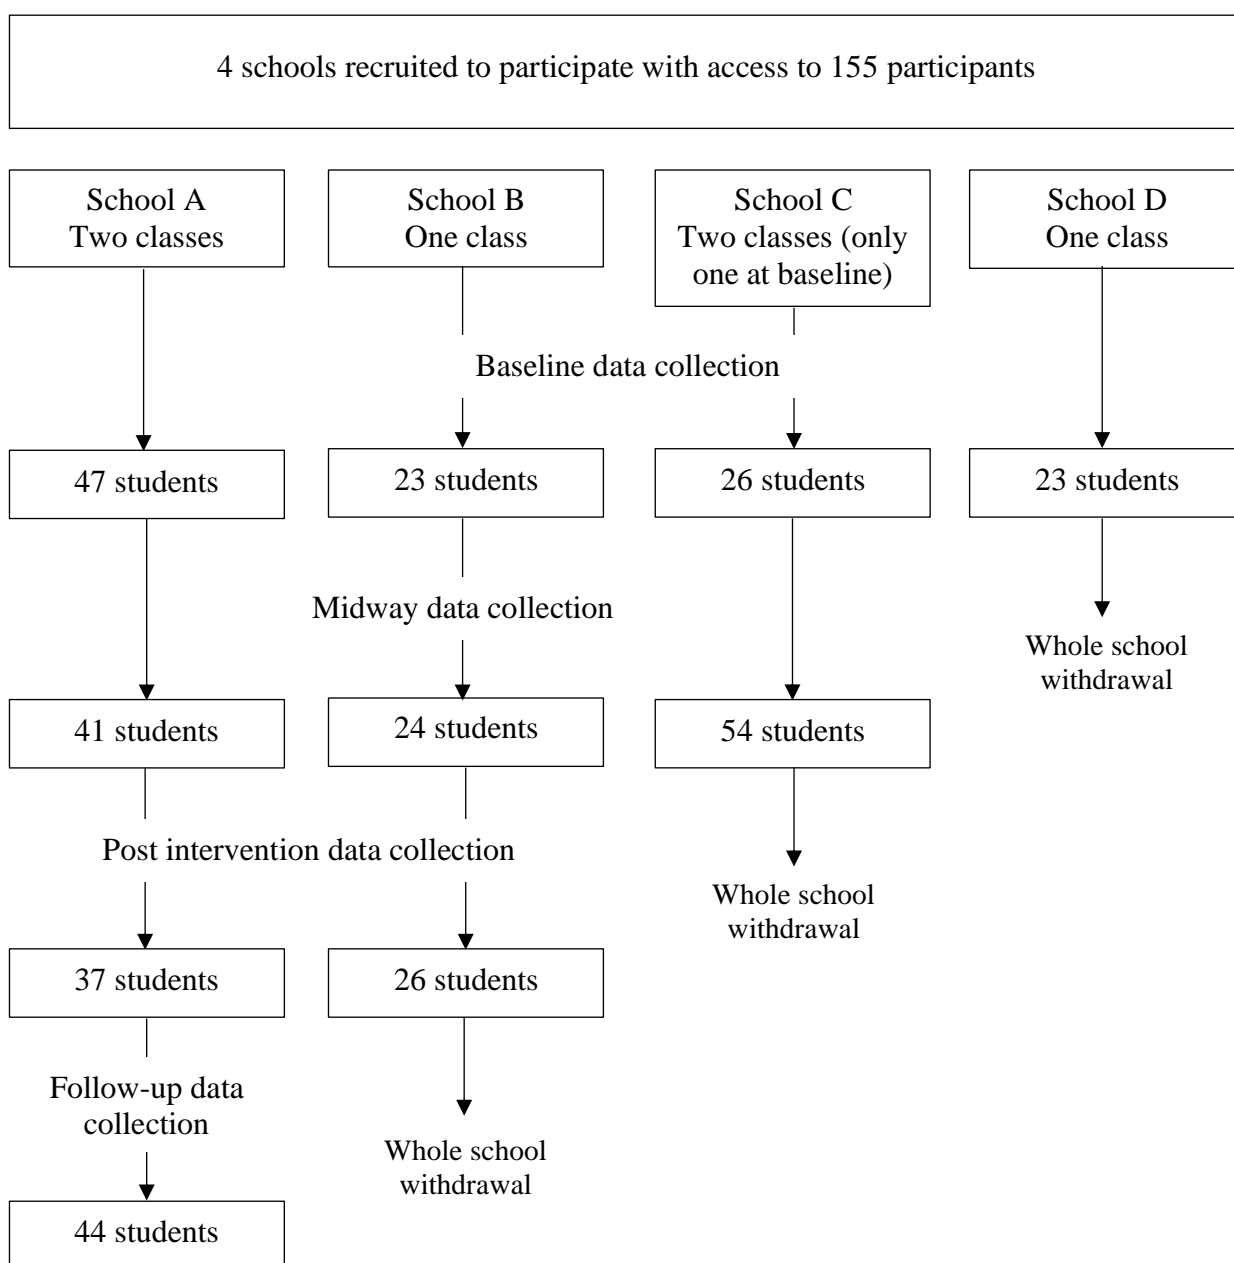 4 schools recruited to participate with access to 155 participants
School A
Two classes
School B
One class
School C
Two classes (only
one at baseline)
School D
One class
Baseline data collection
47 students
23 students
26 students
23 students
Midway data collection
Whole school
withdrawal
41 students
24 students
54 students
Post intervention data collection
Whole school
withdrawal
37 students
26 students
Follow-up data
collection
Whole school
withdrawal
44 students